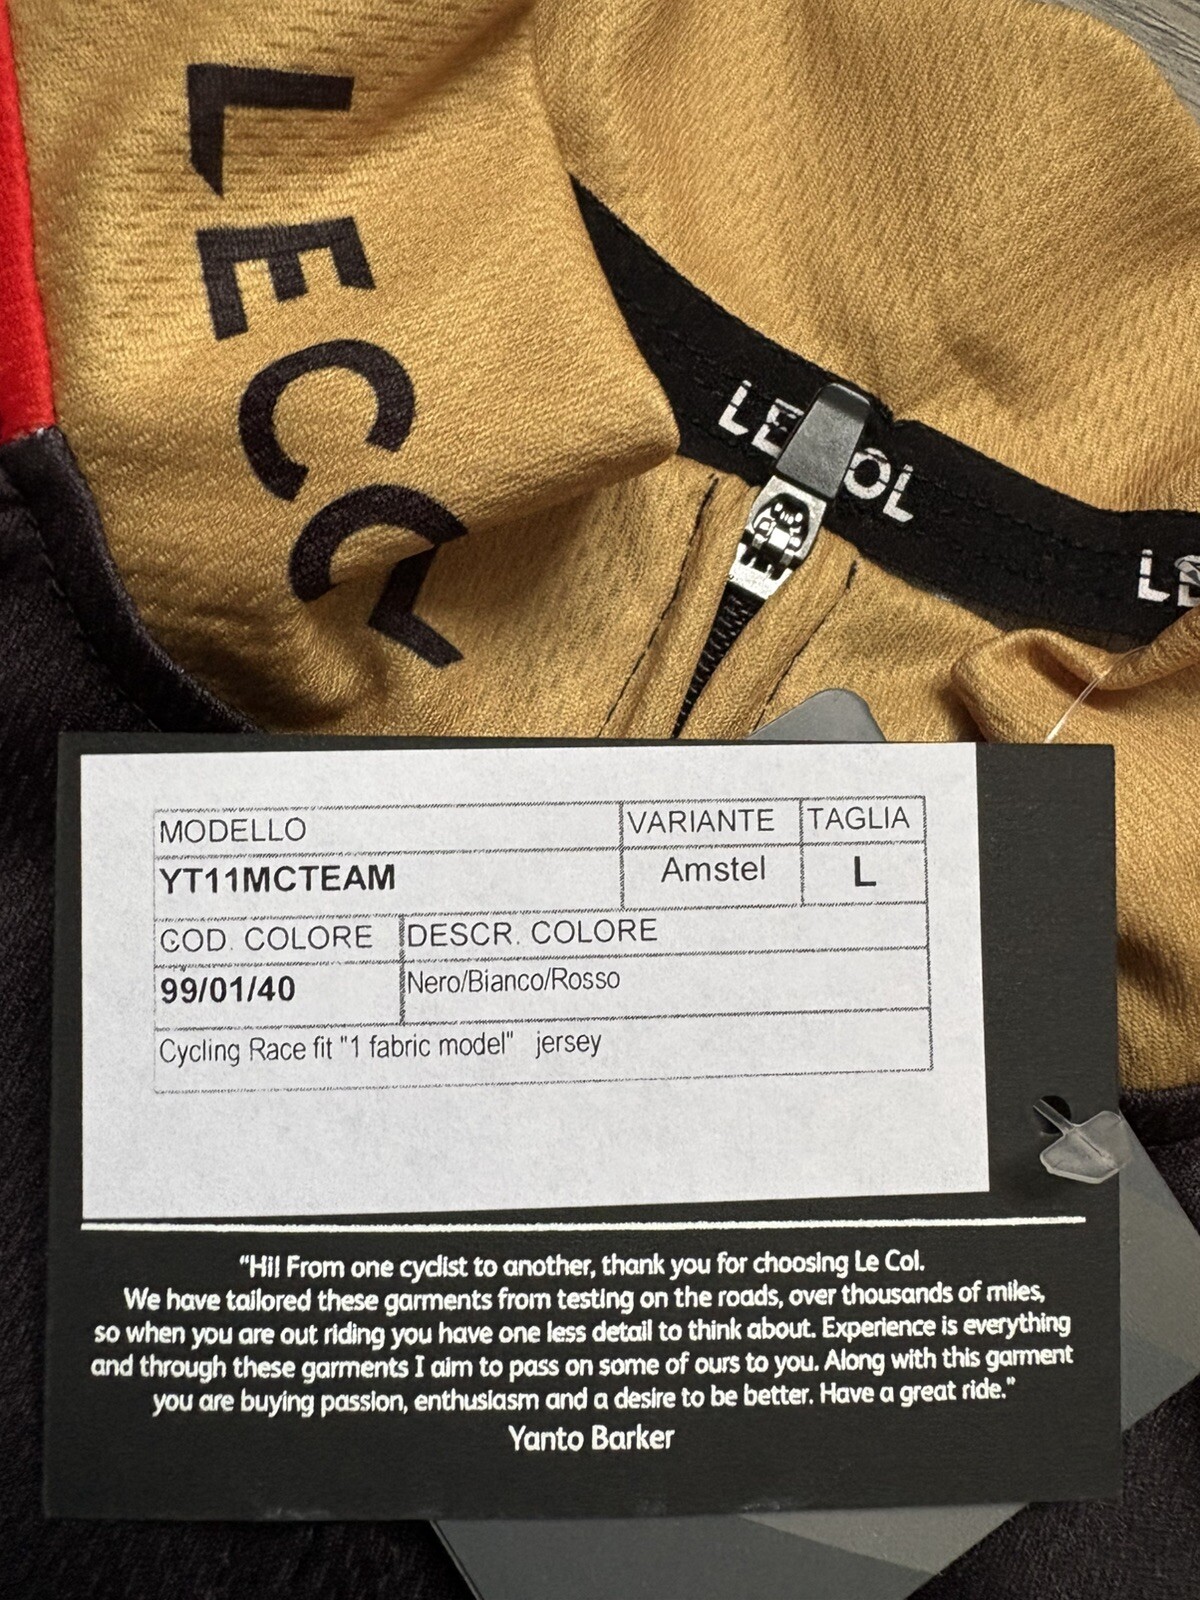 LE COL
LE OL
LE
MODELLO VARIANTE TAGLIA
YT11MCTEAM Amstel L
COD. COLORE DESCR. COLORE
99/01/40 Nero/Bianco/Rosso
Cycling Race fit "1 fabric model" jersey
“Hi! From one cyclist to another, thank you for choosing Le Col.
We have tailored these garments from testing on the roads, over thousands of miles,
so when you are out riding you have one less detail to think about. Experience is everything
and through these garments I aim to pass on some of ours to you. Along with this garment
you are buying passion, enthusiasm and a desire to be better. Have a great ride.”
Yanto Barker